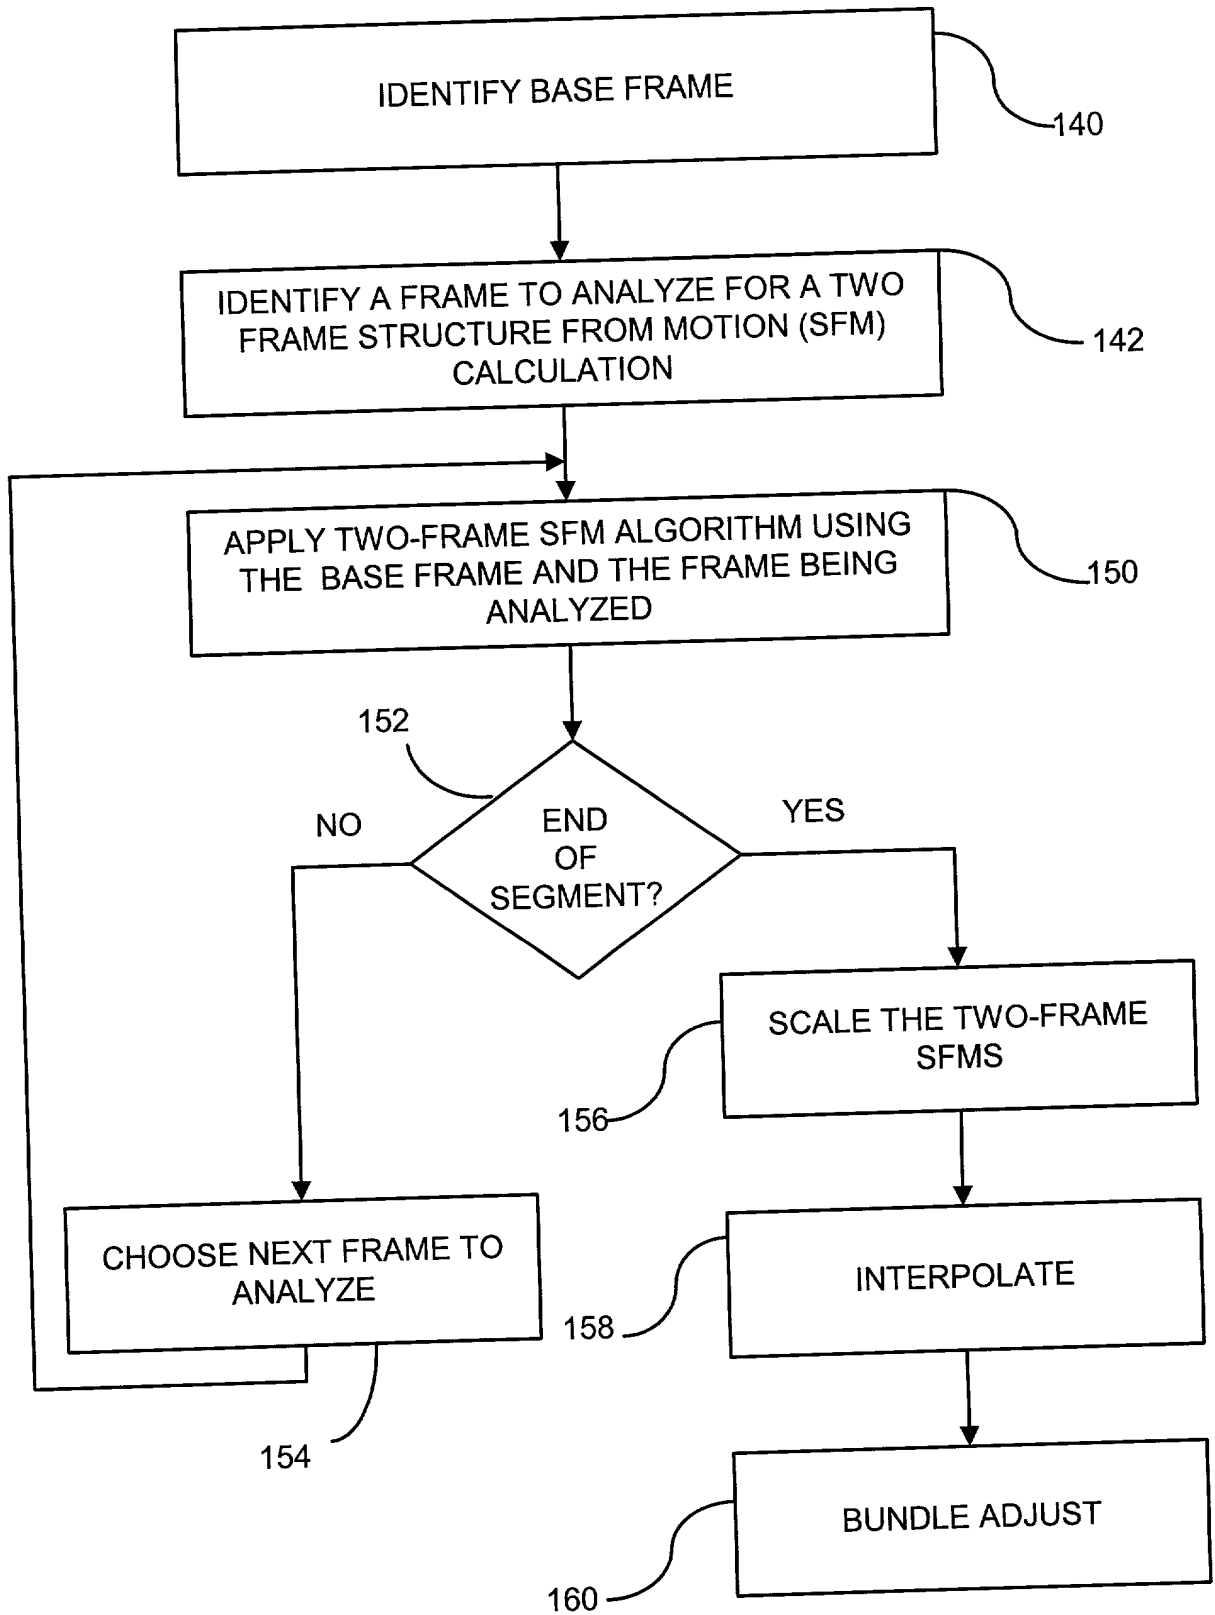 IDENTIFY BASE FRAME
140
IDENTIFY A FRAME TO ANALYZE FOR A TWO
FRAME STRUCTURE FROM MOTION (SFM)
CALCULATION
142
APPLY TWO-FRAME SFM ALGORITHM USING
THE BASE FRAME AND THE FRAME BEING
ANALYZED
150
152
NO
END
OF
SEGMENT?
YES
SCALE THE TWO-FRAME
SFMS
156
CHOOSE NEXT FRAME TO
ANALYZE
154
INTERPOLATE
158
BUNDLE ADJUST
160